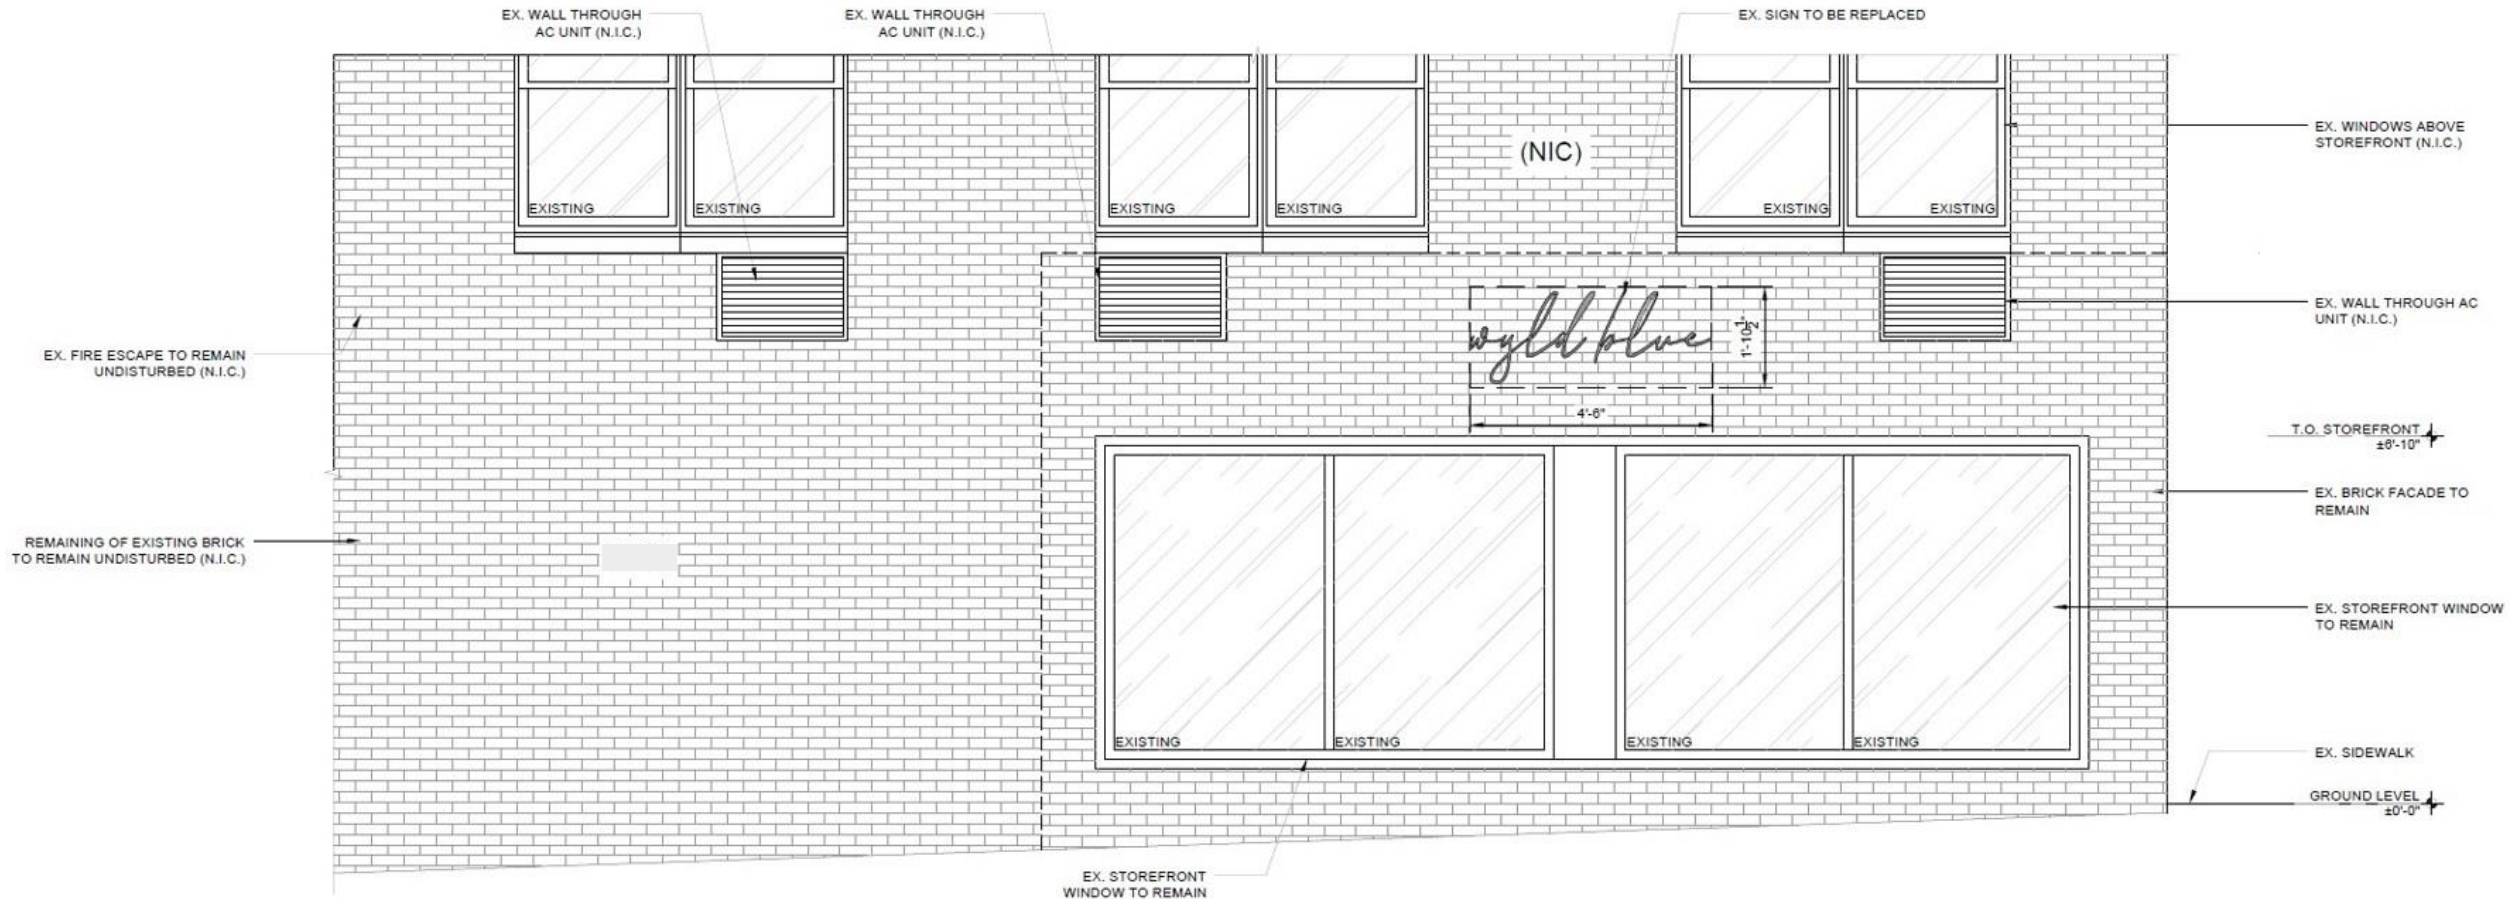 EX. WALL THROUGH
AC UNIT (N.I.C.)
EX. WALL THROUGH
AC UNIT (N.I.C.)
EX. SIGN TO BE REPLACED
EX. WINDOWS ABOVE
STOREFRONT (N.I.C.)
(NIC)
EXISTING
EXISTING
EXISTING
EXISTING
EXISTING
EXISTING
EX. WALL THROUGH AC
UNIT (N.I.C.)
wyld blue
1'-10½"
4'-6"
EX. FIRE ESCAPE TO REMAIN
UNDISTURBED (N.I.C.)
T.O. STOREFRONT
±6'-10"
EX. BRICK FACADE TO
REMAIN
REMAINING OF EXISTING BRICK
TO REMAIN UNDISTURBED (N.I.C.)
EX. STOREFRONT WINDOW
TO REMAIN
EXISTING
EXISTING
EXISTING
EXISTING
EX. SIDEWALK
GROUND LEVEL
±0'-0"
EX. STOREFRONT
WINDOW TO REMAIN